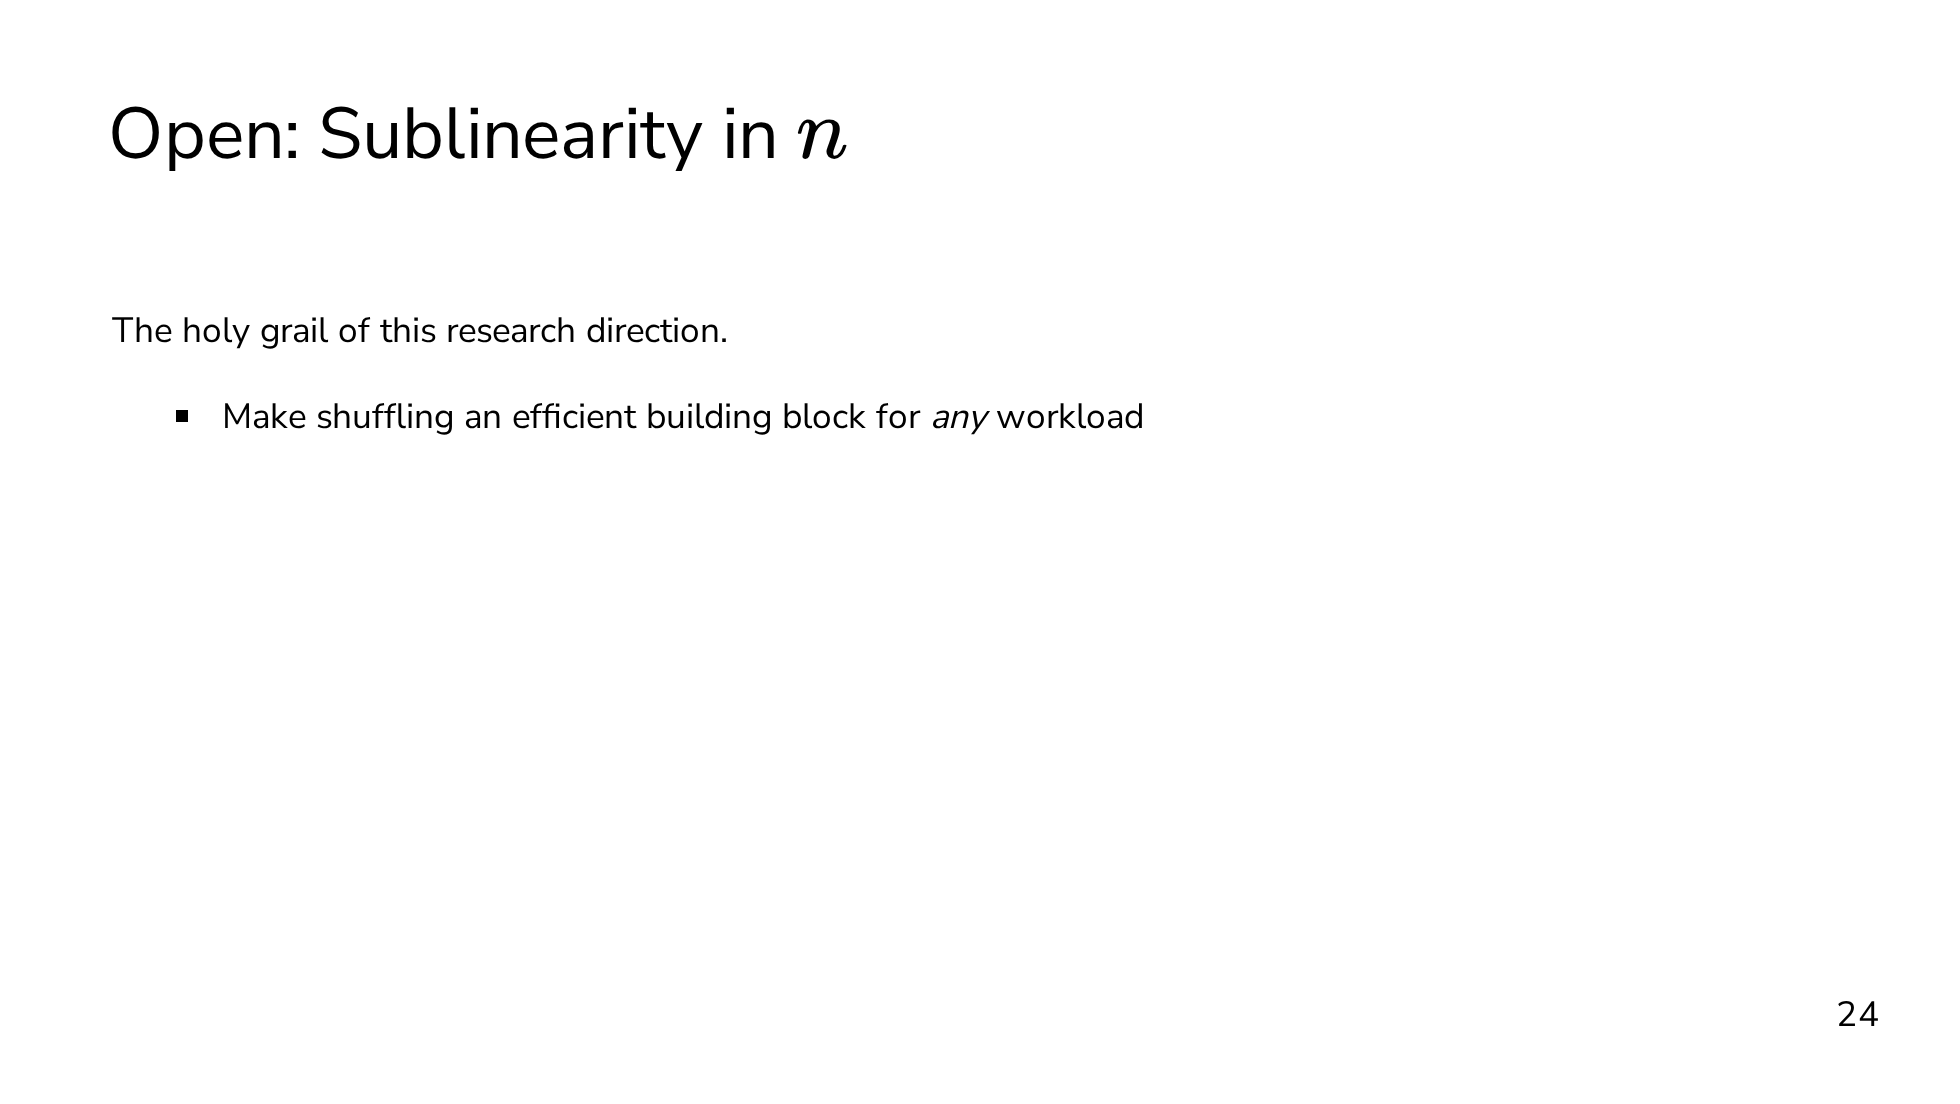 Open: Sublinearity in n
The holy grail of this research direction.
▪ Make shuffling an efficient building block for any workload
24